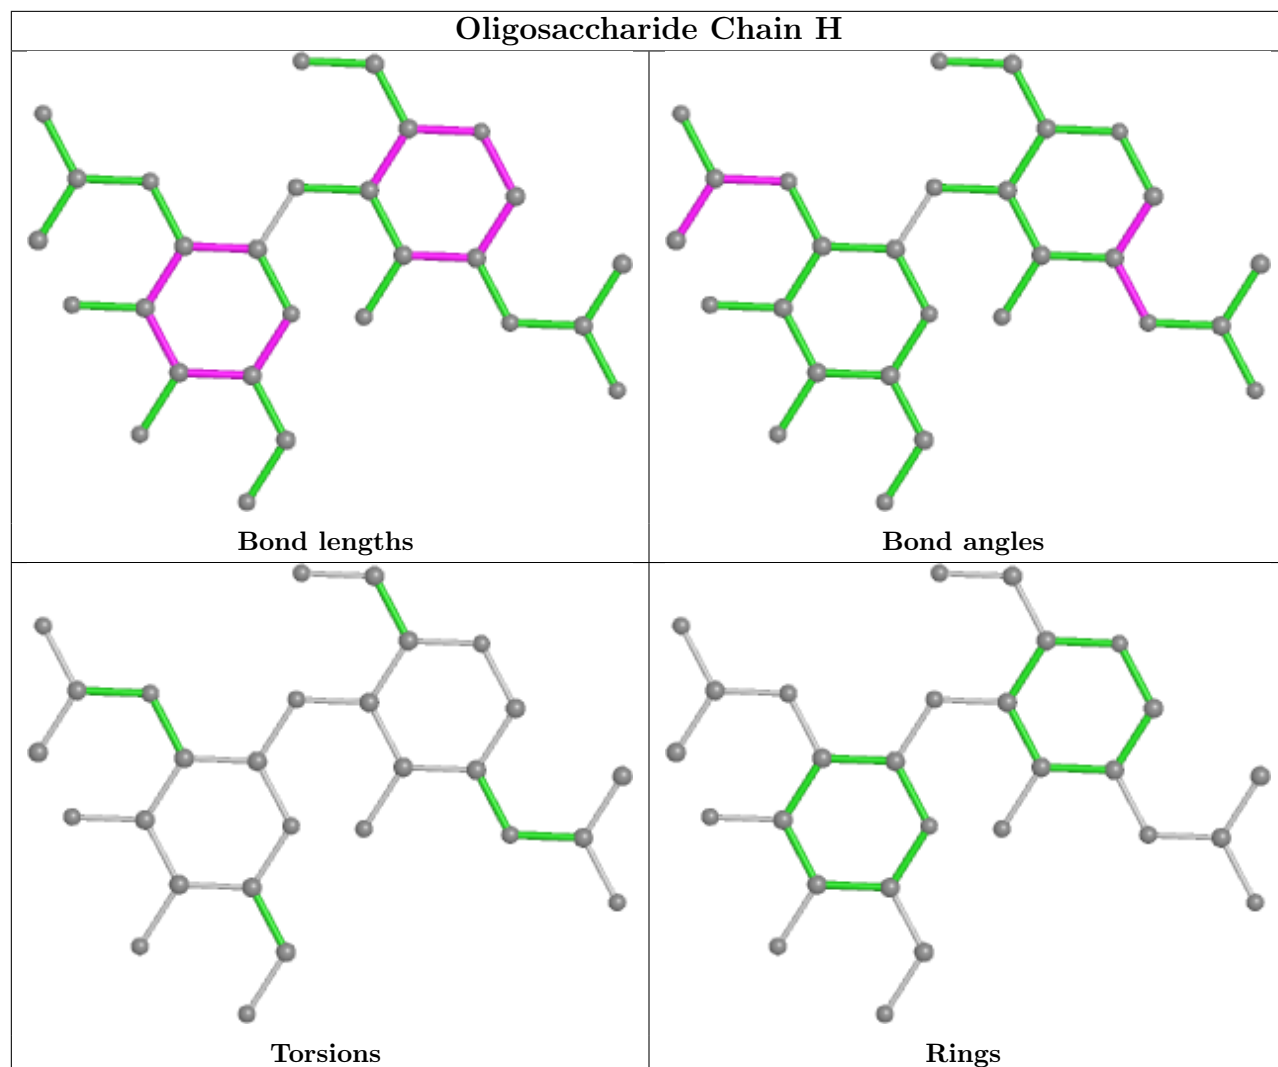 Oligosaccharide Chain H
Bond lengths
Bond angles
Torsions
Rings